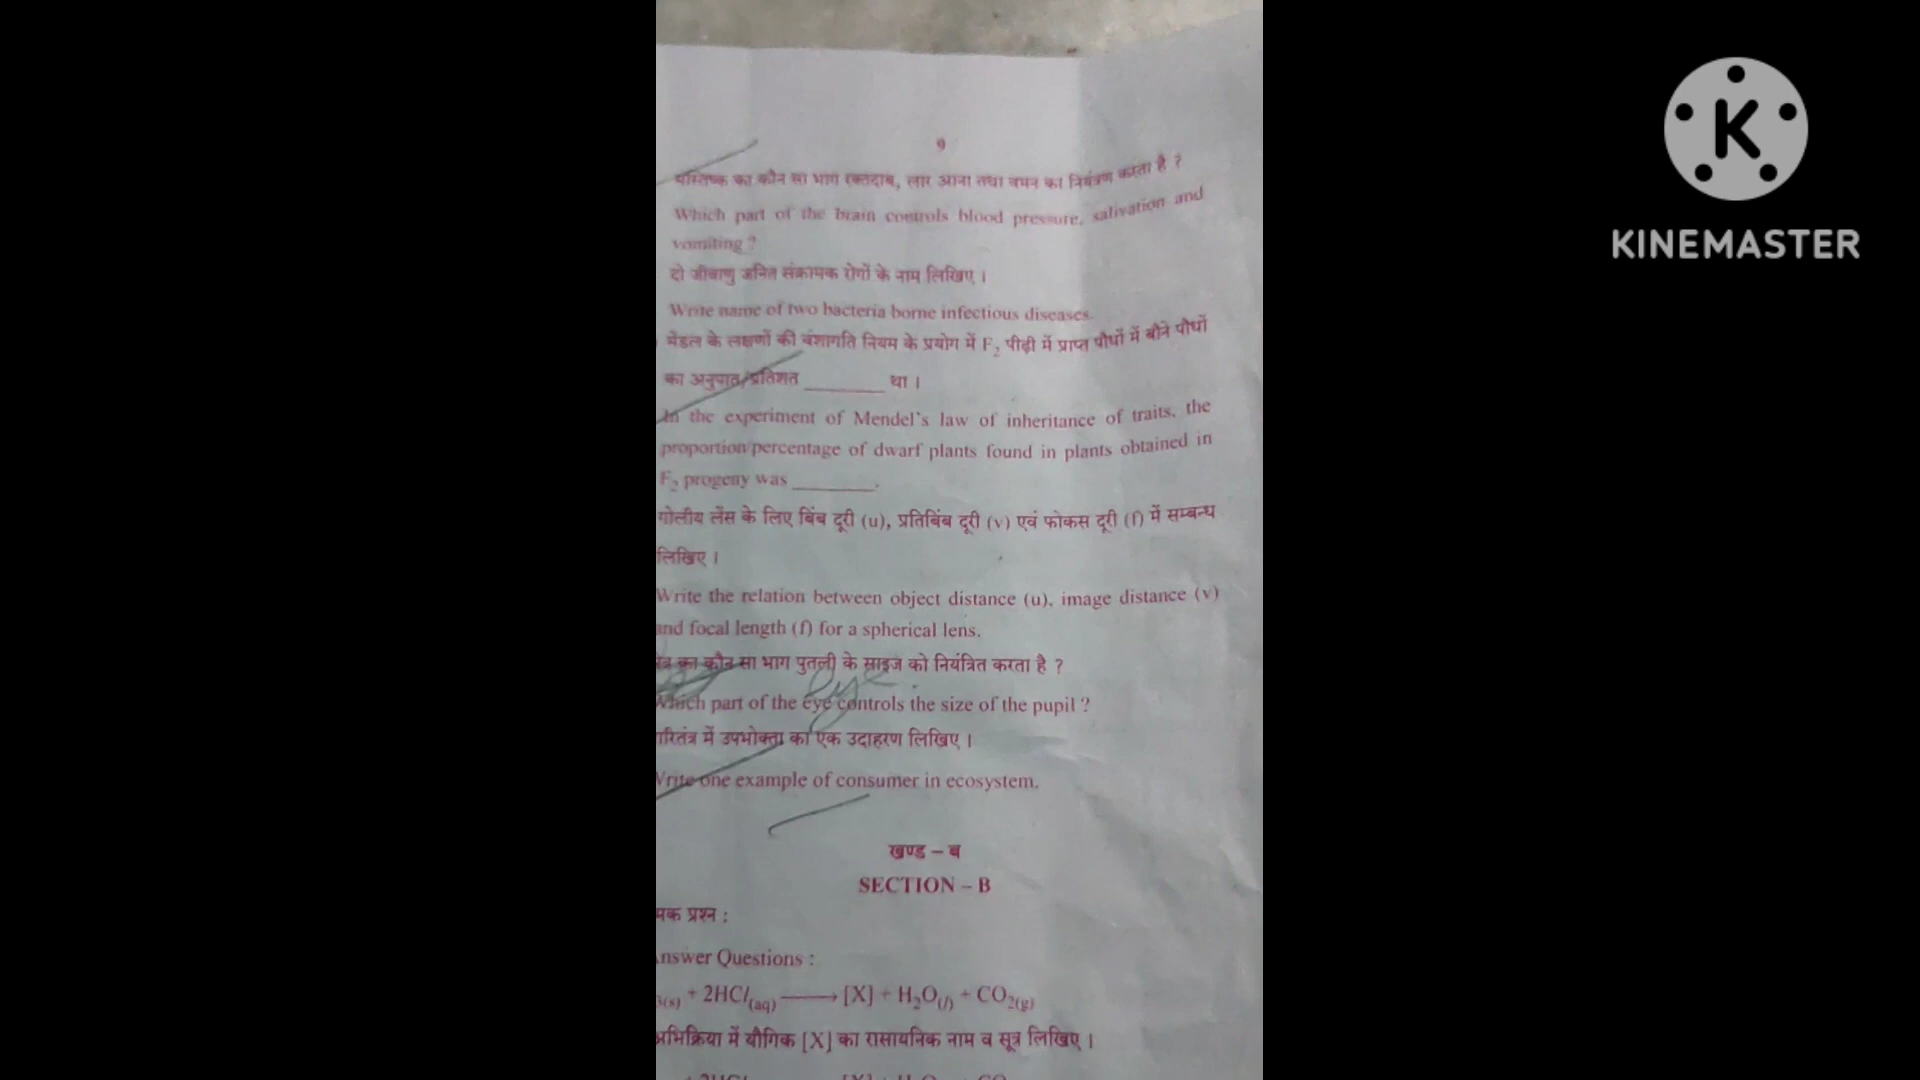 9
मस्तिष्क का कौन सा भाग रक्तदाब, लार आना तथा वमन का नियंत्रण करता है ?
Which part of the brain controls blood pressure, salivation and
vomiting ?
दो जीवाणु जनित संक्रामक रोगों के नाम लिखिए ।
Write name of two bacteria borne infectious diseases.
मेंडल के लक्षणों की वंशागति नियम के प्रयोग में F2 पीढ़ी में प्राप्त पौधों में बौने पौधों
का अनुपात/प्रतिशत ________ था ।
In the experiment of Mendel's law of inheritance of traits, the
proportion/percentage of dwarf plants found in plants obtained in
F2 progeny was ________.
गोलीय लेंस के लिए बिंब दूरी (u), प्रतिबिंब दूरी (v) एवं फोकस दूरी (f) में सम्बन्ध
लिखिए ।
Write the relation between object distance (u), image distance (v)
and focal length (f) for a spherical lens.
का कौन सा भाग पुतली के साइज को नियंत्रित करता है ?
Which part of the eye controls the size of the pupil ?
रितंत्र में उपभोक्ता का एक उदाहरण लिखिए ।
Write one example of consumer in ecosystem.
खण्ड – ब
SECTION – B
मक प्रश्न :
nswer Questions :
3(s) + 2HCl(aq) ⟶ [X] + H2O(l) + CO2(g)
अभिक्रिया में यौगिक [X] का रासायनिक नाम व सूत्र लिखिए ।
K
KINEMASTER